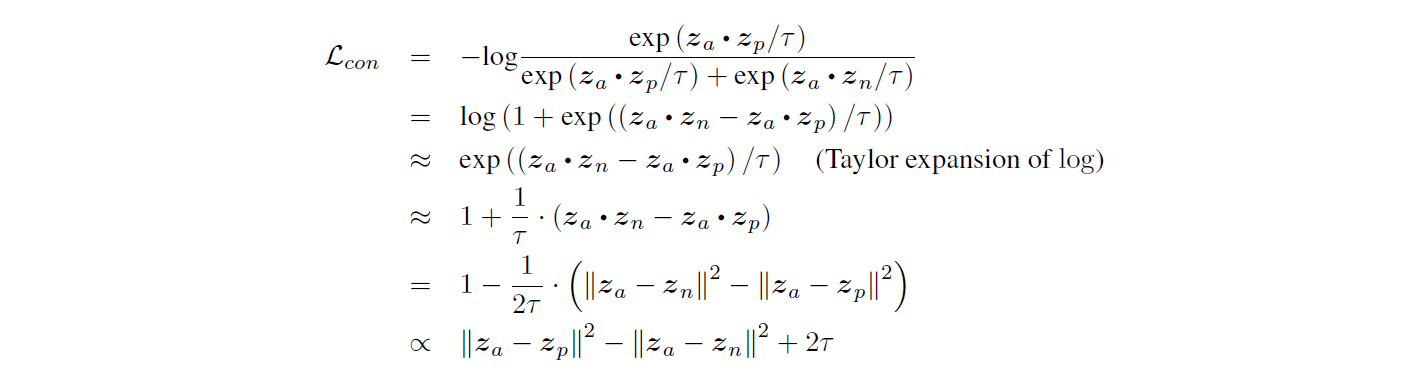 ℒ_con = −log exp (z_a • z_p/τ) / (exp (z_a • z_p/τ) + exp (z_a • z_n/τ))
= log (1 + exp ((z_a • z_n − z_a • z_p) /τ))
≈ exp ((z_a • z_n − z_a • z_p) /τ) (Taylor expansion of log)
≈ 1 + 1/τ · (z_a • z_n − z_a • z_p)
= 1 − 1/2τ · (‖z_a − z_n‖² − ‖z_a − z_p‖²)
∝ ‖z_a − z_p‖² − ‖z_a − z_n‖² + 2τ